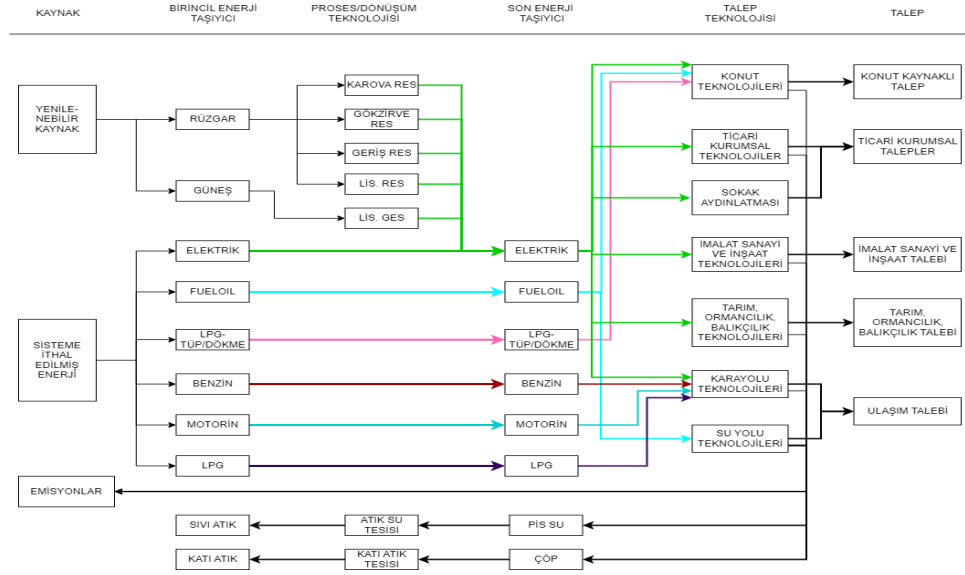 KAYNAK
BİRİNCİL ENERJİ
TAŞIYICI
PROSES/DÖNÜŞÜM
TEKNOLOJİSİ
SON ENERJİ
TAŞIYICI
TALEP
TEKNOLOJİSİ
TALEP
YENİLE-
NEBİLİR
KAYNAK
RÜZGAR
GÜNEŞ
KAROVA RES
GÖKZİRVE
RES
GERİŞ RES
LİS. RES
LİS. GES
SİSTEME
İTHAL
EDİLMİŞ
ENERJİ
ELEKTRİK
FUELOIL
LPG-
TÜP/DÖKME
BENZİN
MOTORİN
LPG
ELEKTRİK
FUELOIL
LPG-
TÜP/DÖKME
BENZİN
MOTORİN
LPG
KONUT
TEKNOLOJİLERİ
TİCARİ
KURUMSAL
TEKNOLOJİLER
SOKAK
AYDINLATMASI
İMALAT SANAYİ
VE İNŞAAT
TEKNOLOJİLERİ
TARIM,
ORMANCILIK,
BALIKÇILIK
TEKNOLOJİLERİ
KARAYOLU
TEKNOLOJİLERİ
SU YOLU
TEKNOLOJİLERİ
KONUT KAYNAKLI
TALEP
TİCARİ KURUMSAL
TALEPLER
İMALAT SANAYİ VE
İNŞAAT TALEBİ
TARIM,
ORMANCILIK,
BALIKÇILIK TALEBİ
ULAŞIM TALEBİ
EMİSYONLAR
SIVI ATIK
ATIK SU
TESİSİ
PİS SU
KATI ATIK
KATI ATIK
TESİSİ
ÇÖP